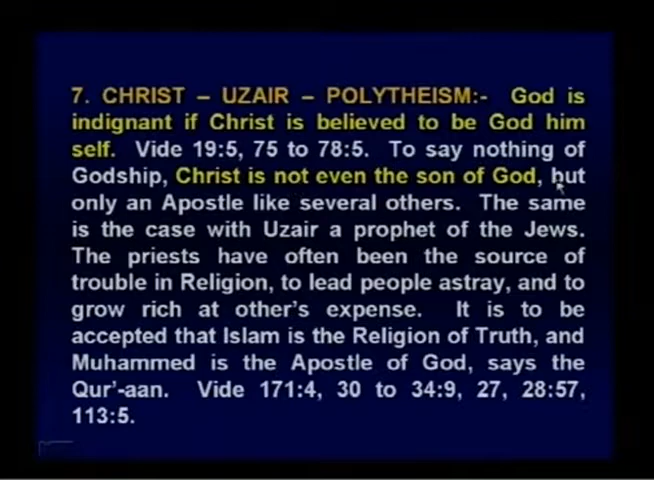 7. CHRIST – UZAIR – POLYTHEISM:- God is
indignant if Christ is believed to be God him
self. Vide 19:5, 75 to 78:5. To say nothing of
Godship, Christ is not even the son of God, but
only an Apostle like several others. The same
is the case with Uzair a prophet of the Jews.
The priests have often been the source of
trouble in Religion, to lead people astray, and to
grow rich at other's expense. It is to be
accepted that Islam is the Religion of Truth, and
Muhammed is the Apostle of God, says the
Qur'-aan. Vide 171:4, 30 to 34:9, 27, 28:57,
113:5.